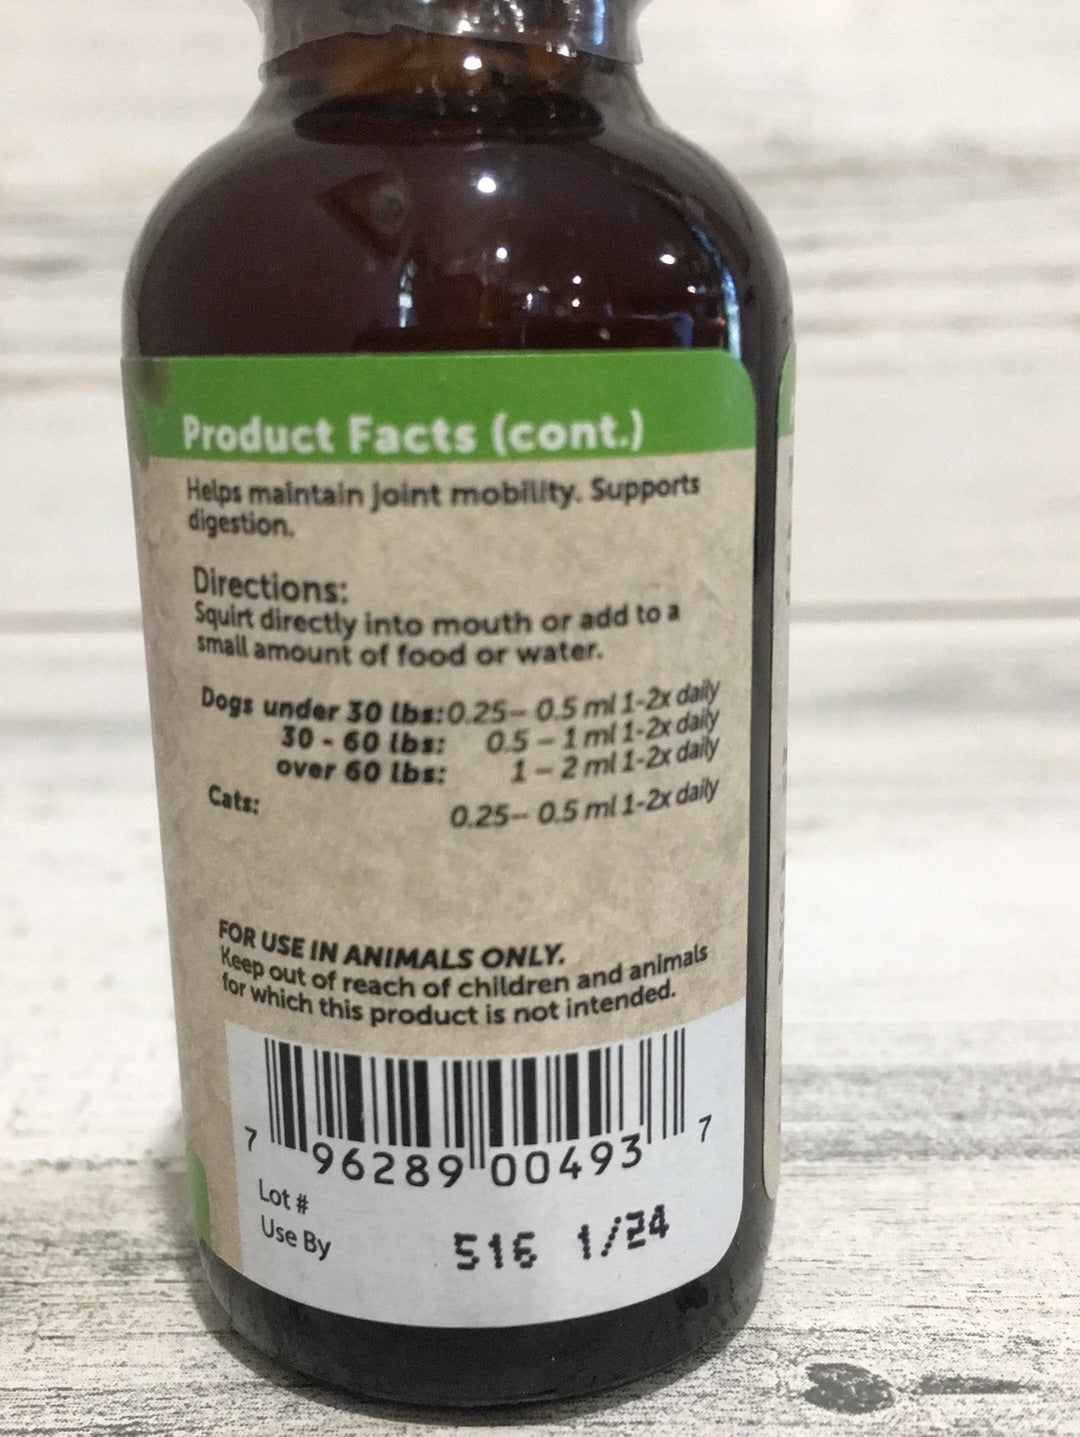 Product Facts (cont.)
Helps maintain joint mobility. Supports
digestion.
Directions:
Squirt directly into mouth or add to a
small amount of food or water.
Dogs under 30 lbs: 0.25– 0.5 ml 1-2x daily
30 - 60 lbs: 0.5 – 1 ml 1-2x daily
over 60 lbs: 1 – 2 ml 1-2x daily
Cats: 0.25– 0.5 ml 1-2x daily
FOR USE IN ANIMALS ONLY.
Keep out of reach of children and animals
for which this product is not intended.
7 96289 00493 7
Lot #
Use By 516 1/24